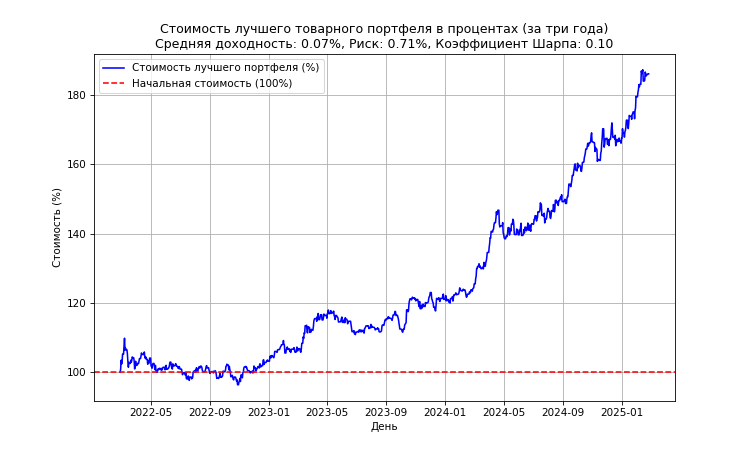 Стоимость лучшего товарного портфеля в процентах (за три года)
Средняя доходность: 0.07%, Риск: 0.71%, Коэффициент Шарпа: 0.10
Стоимость лучшего портфеля (%)
Начальная стоимость (100%)
Стоимость (%)
180
160
140
120
100
2022-05 2022-09 2023-01 2023-05 2023-09 2024-01 2024-05 2024-09 2025-01
День